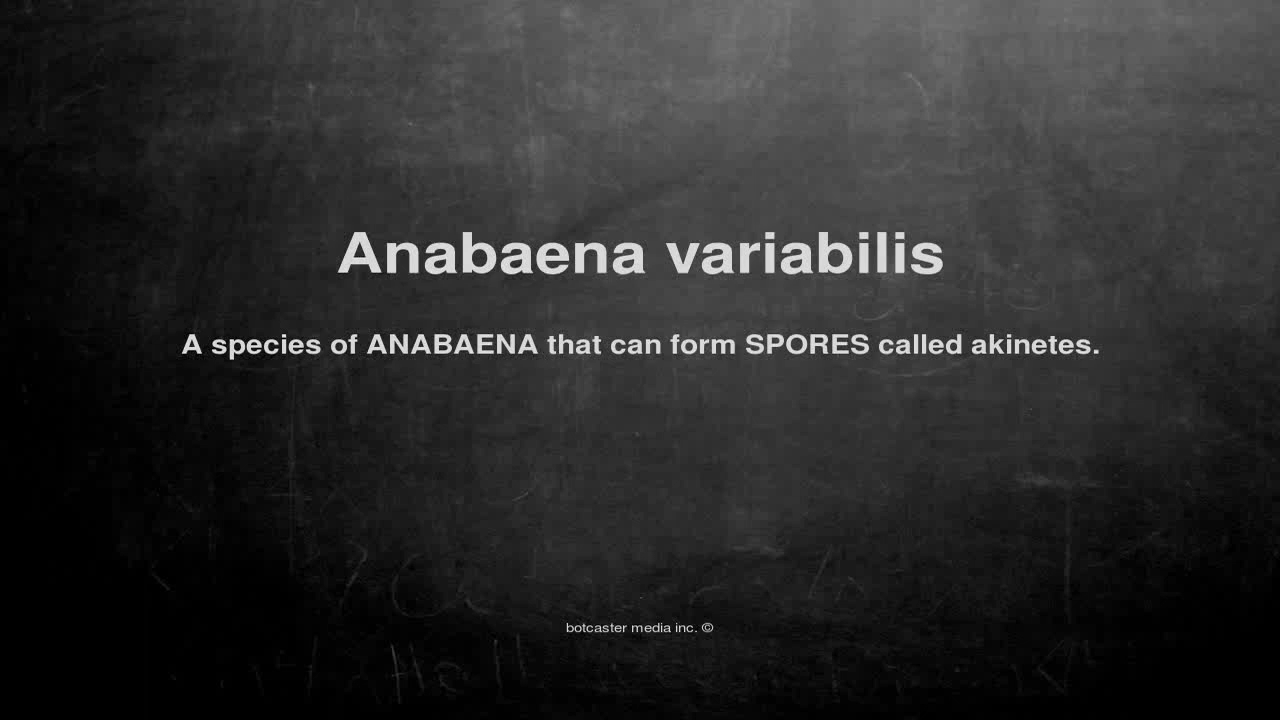 Anabaena variabilis
A species of ANABAENA that can form SPORES called akinetes.
botcaster media inc. ©